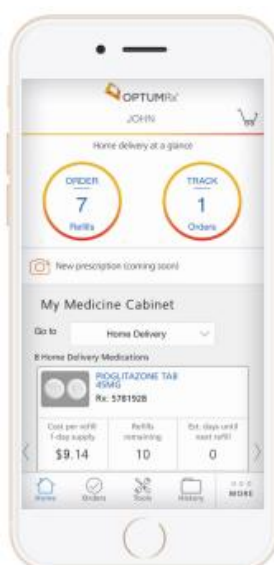 OPTUMRx
JOHN
Home delivery at a glance
ORDER TRACK
7 1
Refills Orders
New prescription (coming soon)
My Medicine Cabinet
Go to Home Delivery
8 Home Delivery Medications
PIOGLITAZONE TAB
45MG
Rx: 5781928
Cost per refill Refills Est. days until
1-day supply remaining next refill
$9.14 10 0
Home Orders Tools History MORE